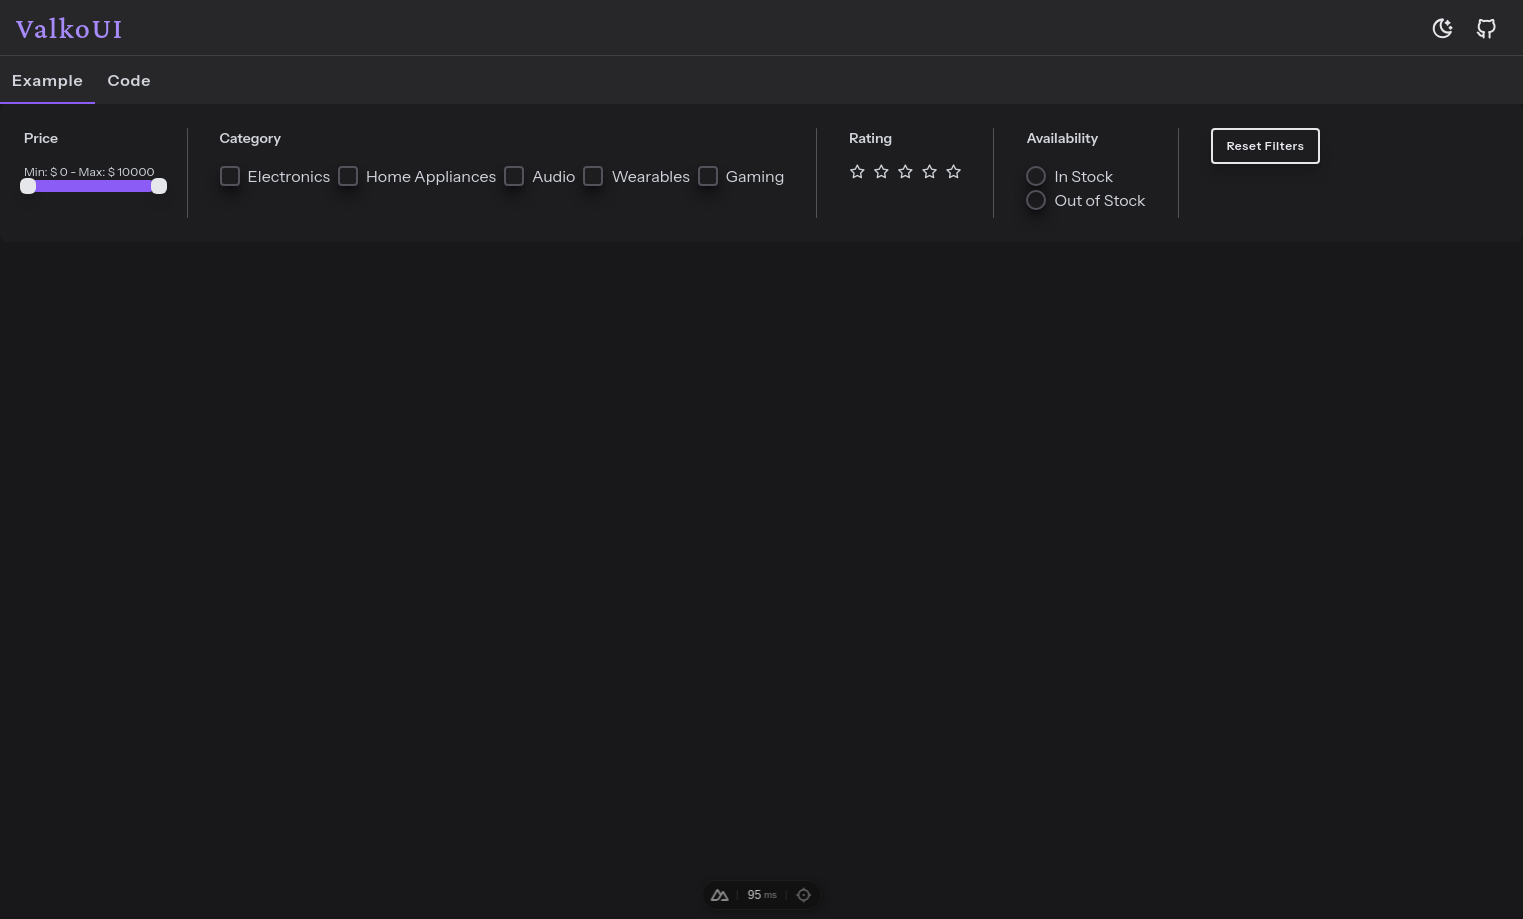 ValkoUI
Example Code
Price
Min: $ 0 - Max: $ 10000
Category
Electronics Home Appliances Audio Wearables Gaming
Rating
Availability
In Stock
Out of Stock
Reset Filters
95 ms